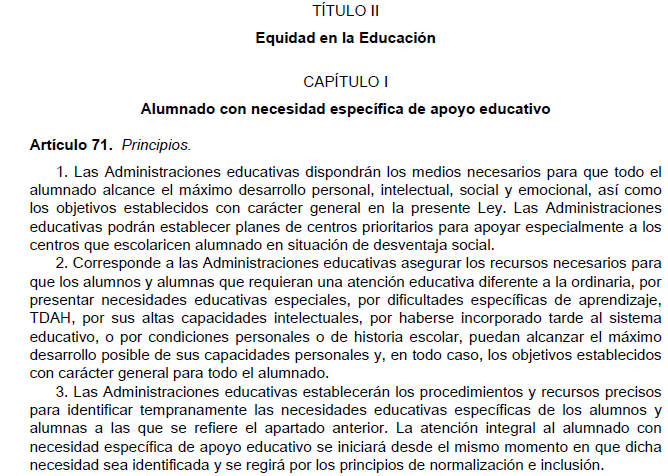 TÍTULO II
Equidad en la Educación
CAPÍTULO I
Alumnado con necesidad específica de apoyo educativo
Artículo 71. Principios.
1. Las Administraciones educativas dispondrán los medios necesarios para que todo el
alumnado alcance el máximo desarrollo personal, intelectual, social y emocional, así como
los objetivos establecidos con carácter general en la presente Ley. Las Administraciones
educativas podrán establecer planes de centros prioritarios para apoyar especialmente a los
centros que escolaricen alumnado en situación de desventaja social.
2. Corresponde a las Administraciones educativas asegurar los recursos necesarios para
que los alumnos y alumnas que requieran una atención educativa diferente a la ordinaria, por
presentar necesidades educativas especiales, por dificultades específicas de aprendizaje,
TDAH, por sus altas capacidades intelectuales, por haberse incorporado tarde al sistema
educativo, o por condiciones personales o de historia escolar, puedan alcanzar el máximo
desarrollo posible de sus capacidades personales y, en todo caso, los objetivos establecidos
con carácter general para todo el alumnado.
3. Las Administraciones educativas establecerán los procedimientos y recursos precisos
para identificar tempranamente las necesidades educativas específicas de los alumnos y
alumnas a las que se refiere el apartado anterior. La atención integral al alumnado con
necesidad específica de apoyo educativo se iniciará desde el mismo momento en que dicha
necesidad sea identificada y se regirá por los principios de normalización e inclusión.